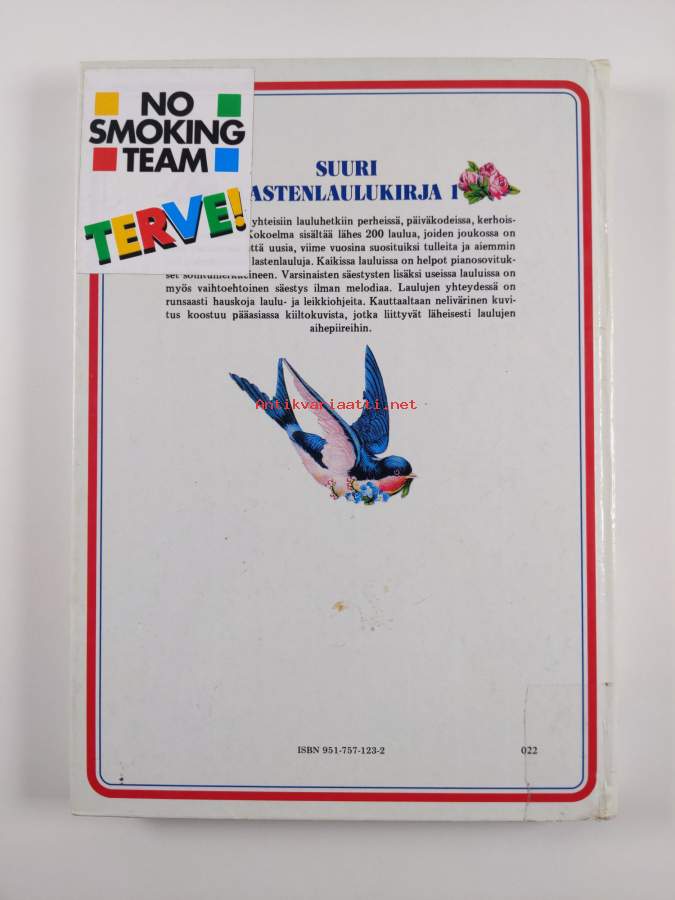 NO
SMOKING
TEAM
TERVE!
SUURI
ASTENLAULUKIRJA 1
yhteisiin lauluhetkiin perheissä, päiväkodeissa, kerhois-
Kokoelma sisältää lähes 200 laulua, joiden joukossa on
että uusia, viime vuosina suosituiksi tulleita ja aiemmin
lastenlauluja. Kaikissa lauluissa on helpot pianosovituk-
set sointumerkkeineen. Varsinaisten säestysten lisäksi useissa lauluissa on
myös vaihtoehtoinen säestys ilman melodiaa. Laulujen yhteydessä on
runsaasti hauskoja laulu- ja leikkiohjeita. Kauttaaltaan nelivärinen kuvi-
tus koostuu pääasiassa kiiltokuvista, jotka liittyvät läheisesti laulujen
aihepiireihin.
Antikvariaatti.net
ISBN 951-757-123-2
022